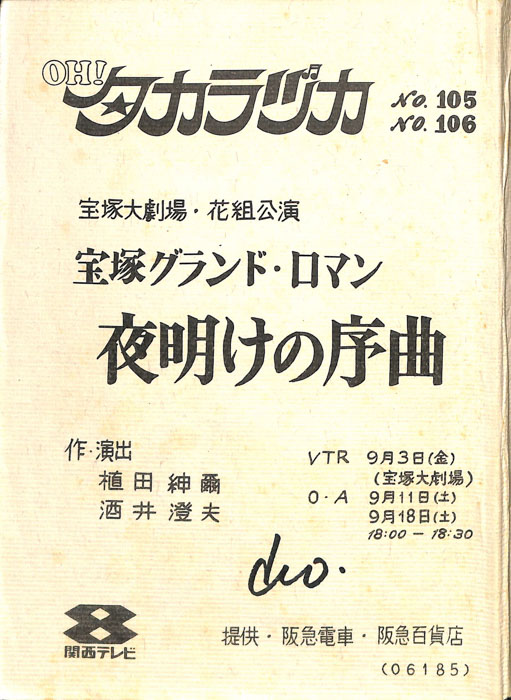 OH!タカラヅカ No. 105
No. 106
宝塚大劇場・花組公演
宝塚グランド・ロマン
夜明けの序曲
作・演出
植田紳爾
酒井澄夫
VTR 9月3日(金)
(宝塚大劇場)
O・A 9月11日(土)
9月18日(土)
18:00-18:30
8
関西テレビ
提供・阪急電車・阪急百貨店
(06185)